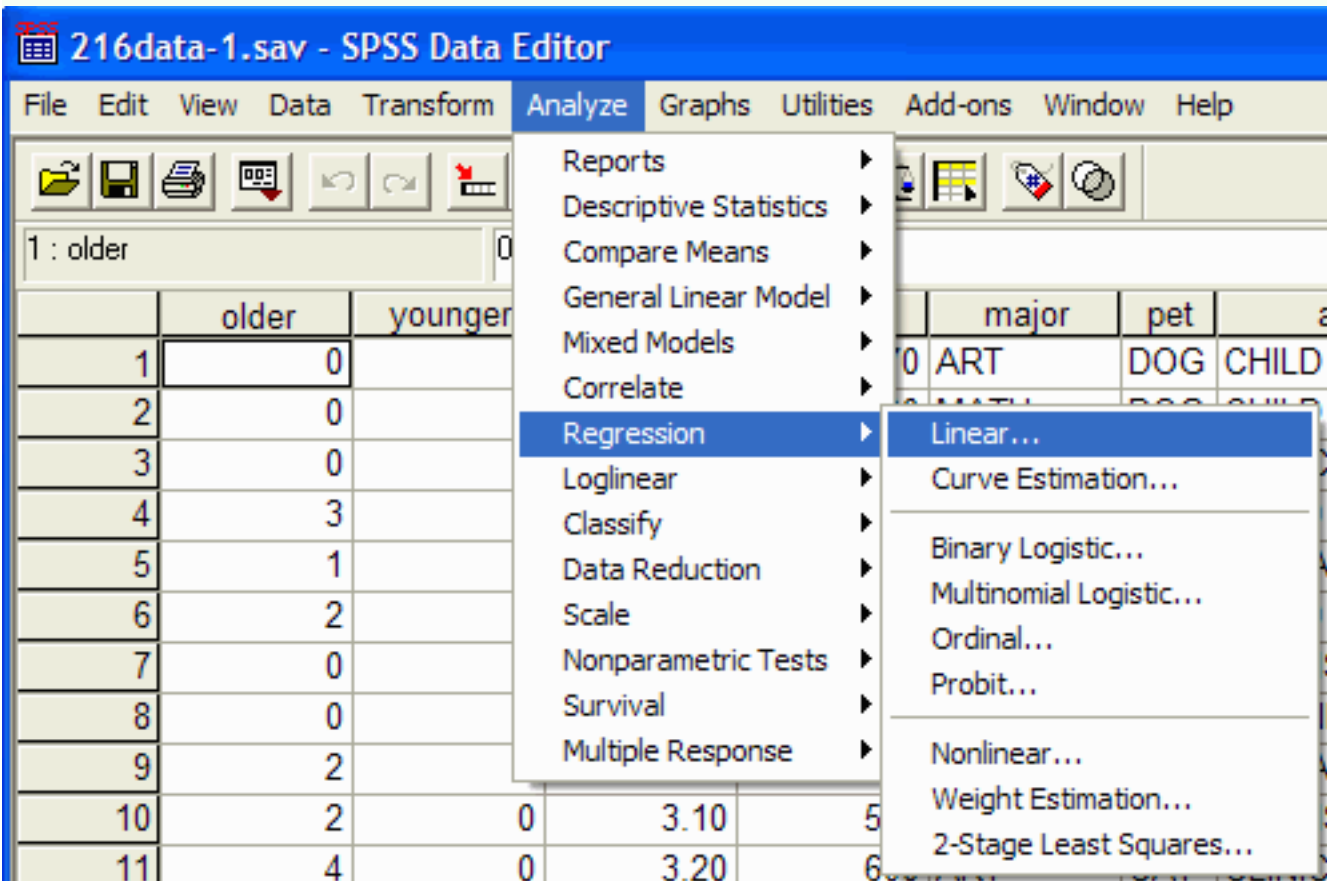 SPSS
216data-1.sav - SPSS Data Editor
File Edit View Data Transform Analyze Graphs Utilities Add-ons Window Help
1 : older 0
older younger major pet
Reports
Descriptive Statistics
Compare Means
General Linear Model
Mixed Models
Correlate
Regression
Loglinear
Classify
Data Reduction
Scale
Nonparametric Tests
Survival
Multiple Response
Linear...
Curve Estimation...
Binary Logistic...
Multinomial Logistic...
Ordinal...
Probit...
Nonlinear...
Weight Estimation...
2-Stage Least Squares...
1 0 ART DOG CHILD
2 0
3 0
4 3
5 1
6 2
7 0
8 0
9 2
10 2 0 3.10
11 4 0 3.20